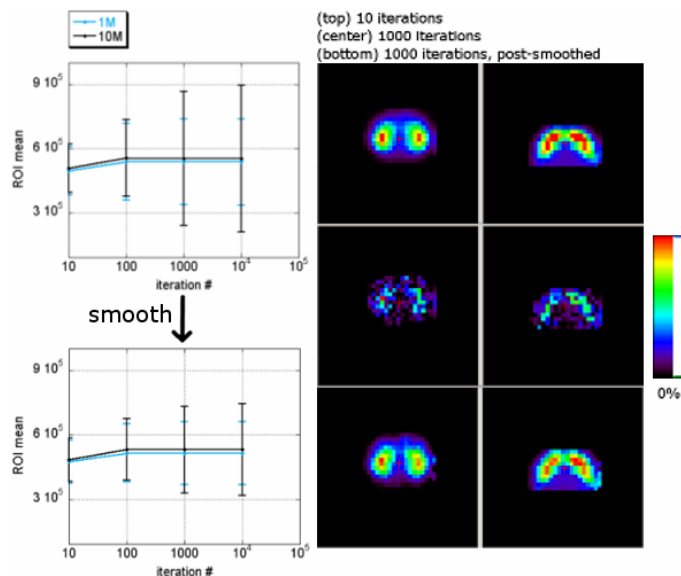 1M
10M
(top) 10 iterations
(center) 1000 iterations
(bottom) 1000 iterations, post-smoothed
9 10⁵
6 10⁵
3 10⁵
ROI mean
10 100 1000 10⁴ 10⁵
iteration #
smooth
9 10⁵
6 10⁵
3 10⁵
ROI mean
10 100 1000 10⁴ 10⁵
iteration #
0%